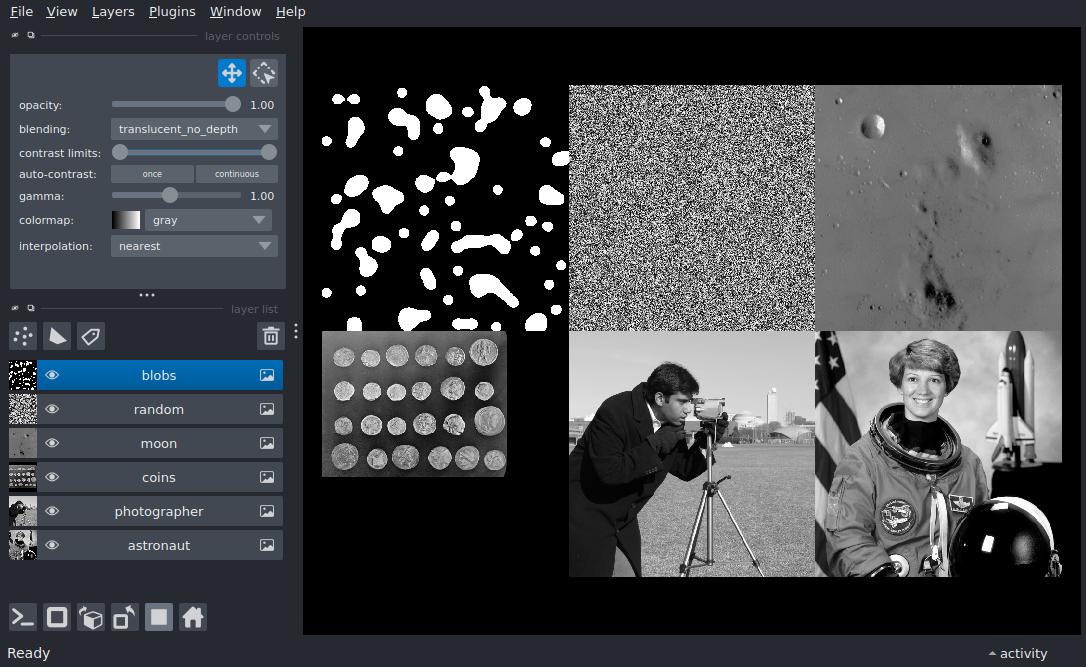 File View Layers Plugins Window Help
layer controls
opacity: 1.00
blending: translucent_no_depth
contrast limits:
auto-contrast: once continuous
gamma: 1.00
colormap: gray
interpolation: nearest
layer list
blobs
random
moon
coins
photographer
astronaut
Ready
activity